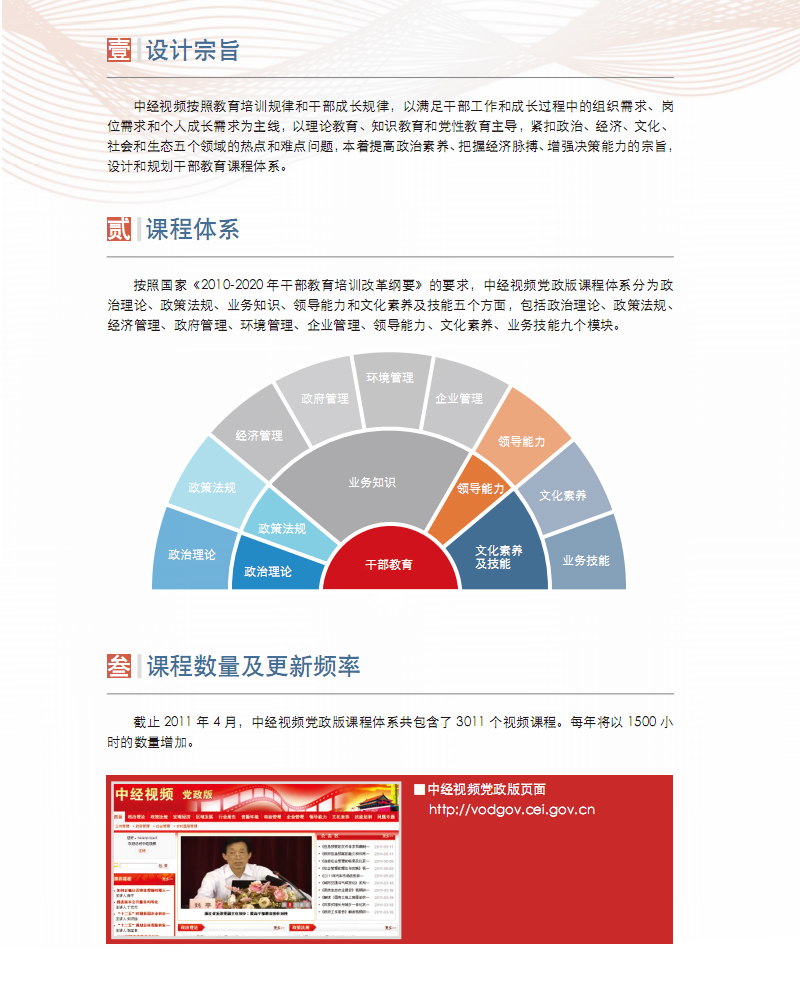 壹 设计宗旨
中经视频按照教育培训规律和干部成长规律，以满足干部工作和成长过程中的组织需求、岗
位需求和个人成长需求为主线，以理论教育、知识教育和党性教育主导，紧扣政治、经济、文化、
社会和生态五个领域的热点和难点问题，本着提高政治素养、把握经济脉搏、增强决策能力的宗旨，
设计和规划干部教育课程体系。
贰 课程体系
按照国家《2010-2020年干部教育培训改革纲要》的要求，中经视频党政版课程体系分为政
治理论、政策法规、业务知识、领导能力和文化素养及技能五个方面，包括政治理论、政策法规、
经济管理、政府管理、环境管理、企业管理、领导能力、文化素养、业务技能九个模块。
环境管理
政府管理
企业管理
经济管理
领导能力
政策法规
业务知识
领导能力
文化素养
政策法规
政治理论
政治理论
干部教育
文化素养
及技能
业务技能
叁 课程数量及更新频率
截止 2011 年 4 月，中经视频党政版课程体系共包含了 3011 个视频课程。每年将以 1500 小
时的数量增加。
中经视频 党政版
中经视频党政版页面
http://vodgov.cei.gov.cn